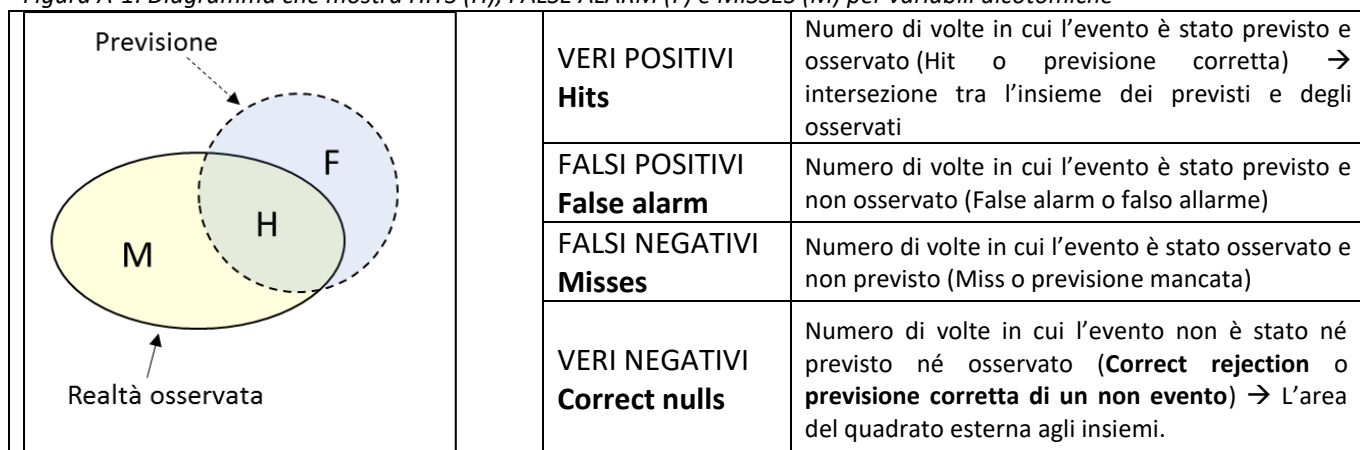 Figura A-1. Diagramma che mostra HITS (H), FALSE ALARM (F) e MISSES (M) per variabili dicotomiche
Previsione
F
H
M
Realtà osservata
VERI POSITIVI
Hits
Numero di volte in cui l’evento è stato previsto e
osservato (Hit o previsione corretta) →
intersezione tra l’insieme dei previsti e degli
osservati
FALSI POSITIVI
False alarm
Numero di volte in cui l’evento è stato previsto e
non osservato (False alarm o falso allarme)
FALSI NEGATIVI
Misses
Numero di volte in cui l’evento è stato osservato e
non previsto (Miss o previsione mancata)
VERI NEGATIVI
Correct nulls
Numero di volte in cui l’evento non è stato né
previsto né osservato (Correct rejection o
previsione corretta di un non evento) → L’area
del quadrato esterna agli insiemi.